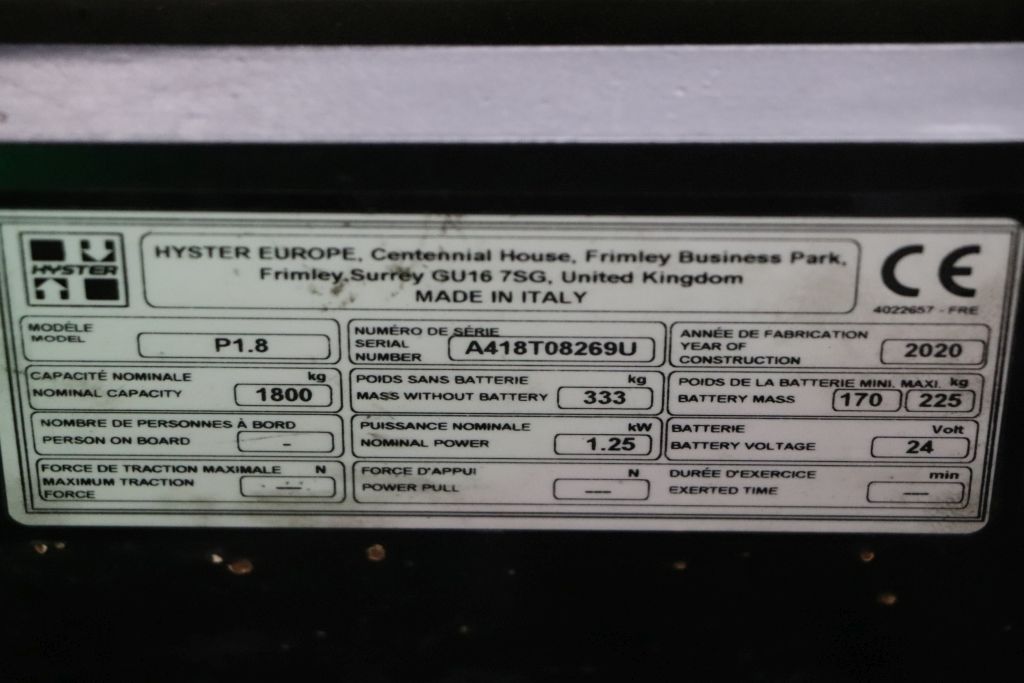 HYSTER
HYSTER EUROPE, Centennial House, Frimley Business Park,
Frimley,Surrey GU16 7SG, United Kingdom
MADE IN ITALY
CE
4022657 - FRE
MODÈLE
MODEL
P1.8
NUMÉRO DE SÉRIE
SERIAL
NUMBER
A418T08269U
ANNÉE DE FABRICATION
YEAR OF
CONSTRUCTION
2020
CAPACITÉ NOMINALE kg
NOMINAL CAPACITY 1800
POIDS SANS BATTERIE kg
MASS WITHOUT BATTERY 333
POIDS DE LA BATTERIE MINI. MAXI. kg
BATTERY MASS 170 225
NOMBRE DE PERSONNES À BORD
PERSON ON BOARD -
PUISSANCE NOMINALE kW
NOMINAL POWER 1.25
BATTERIE Volt
BATTERY VOLTAGE 24
FORCE DE TRACTION MAXIMALE N
MAXIMUM TRACTION
FORCE ---
FORCE D'APPUI N
POWER PULL ---
DURÉE D'EXERCICE min
EXERTED TIME ---